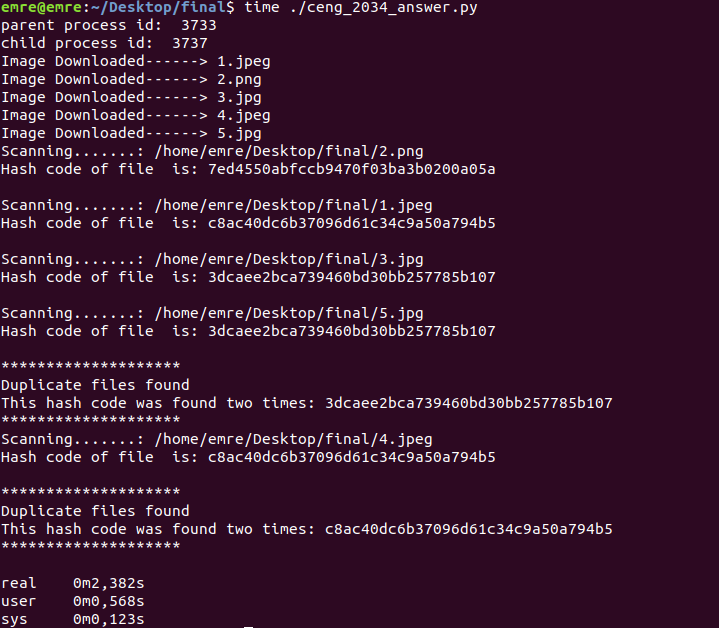 emre@emre:~/Desktop/final$ time ./ceng_2034_answer.py
parent process id:  3733
child process id:  3737
Image Downloaded------> 1.jpeg
Image Downloaded------> 2.png
Image Downloaded------> 3.jpg
Image Downloaded------> 4.jpeg
Image Downloaded------> 5.jpg
Scanning.......: /home/emre/Desktop/final/2.png
Hash code of file  is: 7ed4550abfccb9470f03ba3b0200a05a
Scanning.......: /home/emre/Desktop/final/1.jpeg
Hash code of file  is: c8ac40dc6b37096d61c34c9a50a794b5
Scanning.......: /home/emre/Desktop/final/3.jpg
Hash code of file  is: 3dcaee2bca739460bd30bb257785b107
Scanning.......: /home/emre/Desktop/final/5.jpg
Hash code of file  is: 3dcaee2bca739460bd30bb257785b107
********************
Duplicate files found
This hash code was found two times: 3dcaee2bca739460bd30bb257785b107
********************
Scanning.......: /home/emre/Desktop/final/4.jpeg
Hash code of file  is: c8ac40dc6b37096d61c34c9a50a794b5
********************
Duplicate files found
This hash code was found two times: c8ac40dc6b37096d61c34c9a50a794b5
********************
real    0m2,382s
user    0m0,568s
sys     0m0,123s